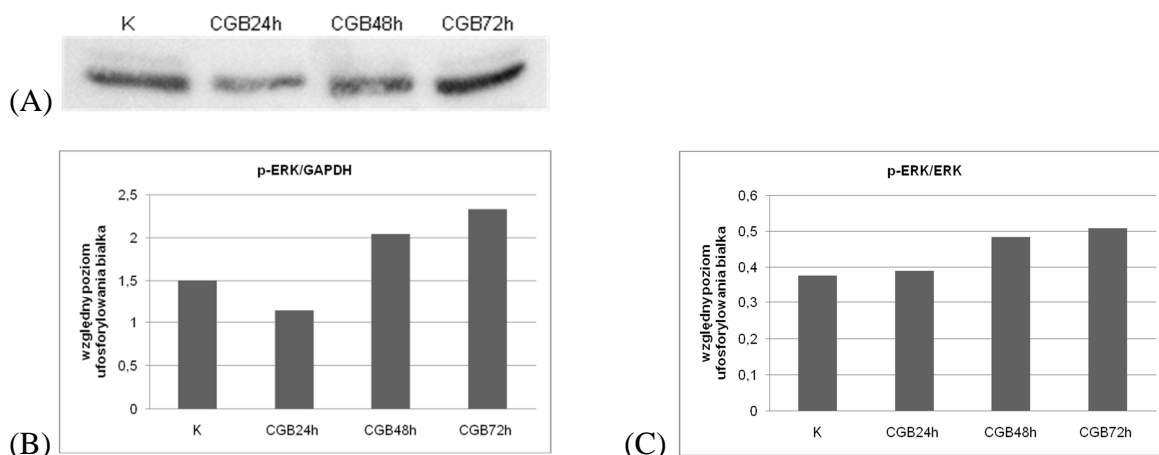 K CGB24h CGB48h CGB72h
(A)
p-ERK/GAPDH
względny poziom
ufosforylowania białka
2,5
2
1,5
1
0,5
0
K CGB24h CGB48h CGB72h
(B)
p-ERK/ERK
względny poziom
ufosforylowania białka
0,6
0,5
0,4
0,3
0,2
0,1
0
K CGB24h CGB48h CGB72h
(C)